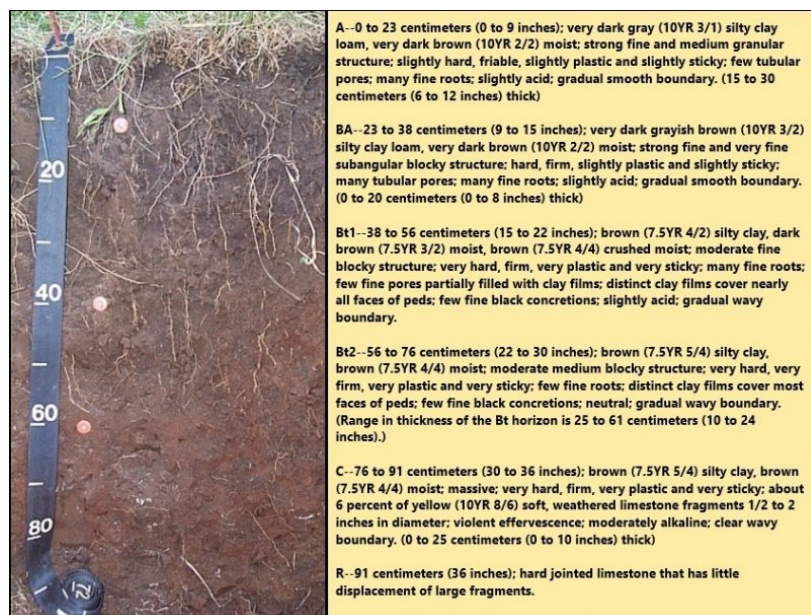 20
40
60
80
72
A--0 to 23 centimeters (0 to 9 inches); very dark gray (10YR 3/1) silty clay
loam, very dark brown (10YR 2/2) moist; strong fine and medium granular
structure; slightly hard, friable, slightly plastic and slightly sticky; few tubular
pores; many fine roots; slightly acid; gradual smooth boundary. (15 to 30
centimeters (6 to 12 inches) thick)
BA--23 to 38 centimeters (9 to 15 inches); very dark grayish brown (10YR 3/2)
silty clay loam, very dark brown (10YR 2/2) moist; strong fine and very fine
subangular blocky structure; hard, firm, slightly plastic and slightly sticky;
many tubular pores; many fine roots; slightly acid; gradual smooth boundary.
(0 to 20 centimeters (0 to 8 inches) thick)
Bt1--38 to 56 centimeters (15 to 22 inches); brown (7.5YR 4/2) silty clay, dark
brown (7.5YR 3/2) moist, brown (7.5YR 4/4) crushed moist; moderate fine
blocky structure; very hard, firm, very plastic and very sticky; many fine roots;
few fine pores partially filled with clay films; distinct clay films cover nearly
all faces of peds; few fine black concretions; slightly acid; gradual wavy
boundary.
Bt2--56 to 76 centimeters (22 to 30 inches); brown (7.5YR 5/4) silty clay,
brown (7.5YR 4/4) moist; moderate medium blocky structure; very hard, very
firm, very plastic and very sticky; few fine roots; distinct clay films cover most
faces of peds; few fine black concretions; neutral; gradual wavy boundary.
(Range in thickness of the Bt horizon is 25 to 61 centimeters (10 to 24
inches).)
C--76 to 91 centimeters (30 to 36 inches); brown (7.5YR 5/4) silty clay, brown
(7.5YR 4/4) moist; massive; very hard, firm, very plastic and very sticky; about
6 percent of yellow (10YR 8/6) soft, weathered limestone fragments 1/2 to 2
inches in diameter; violent effervescence; moderately alkaline; clear wavy
boundary. (0 to 25 centimeters (0 to 10 inches) thick)
R--91 centimeters (36 inches); hard jointed limestone that has little
displacement of large fragments.